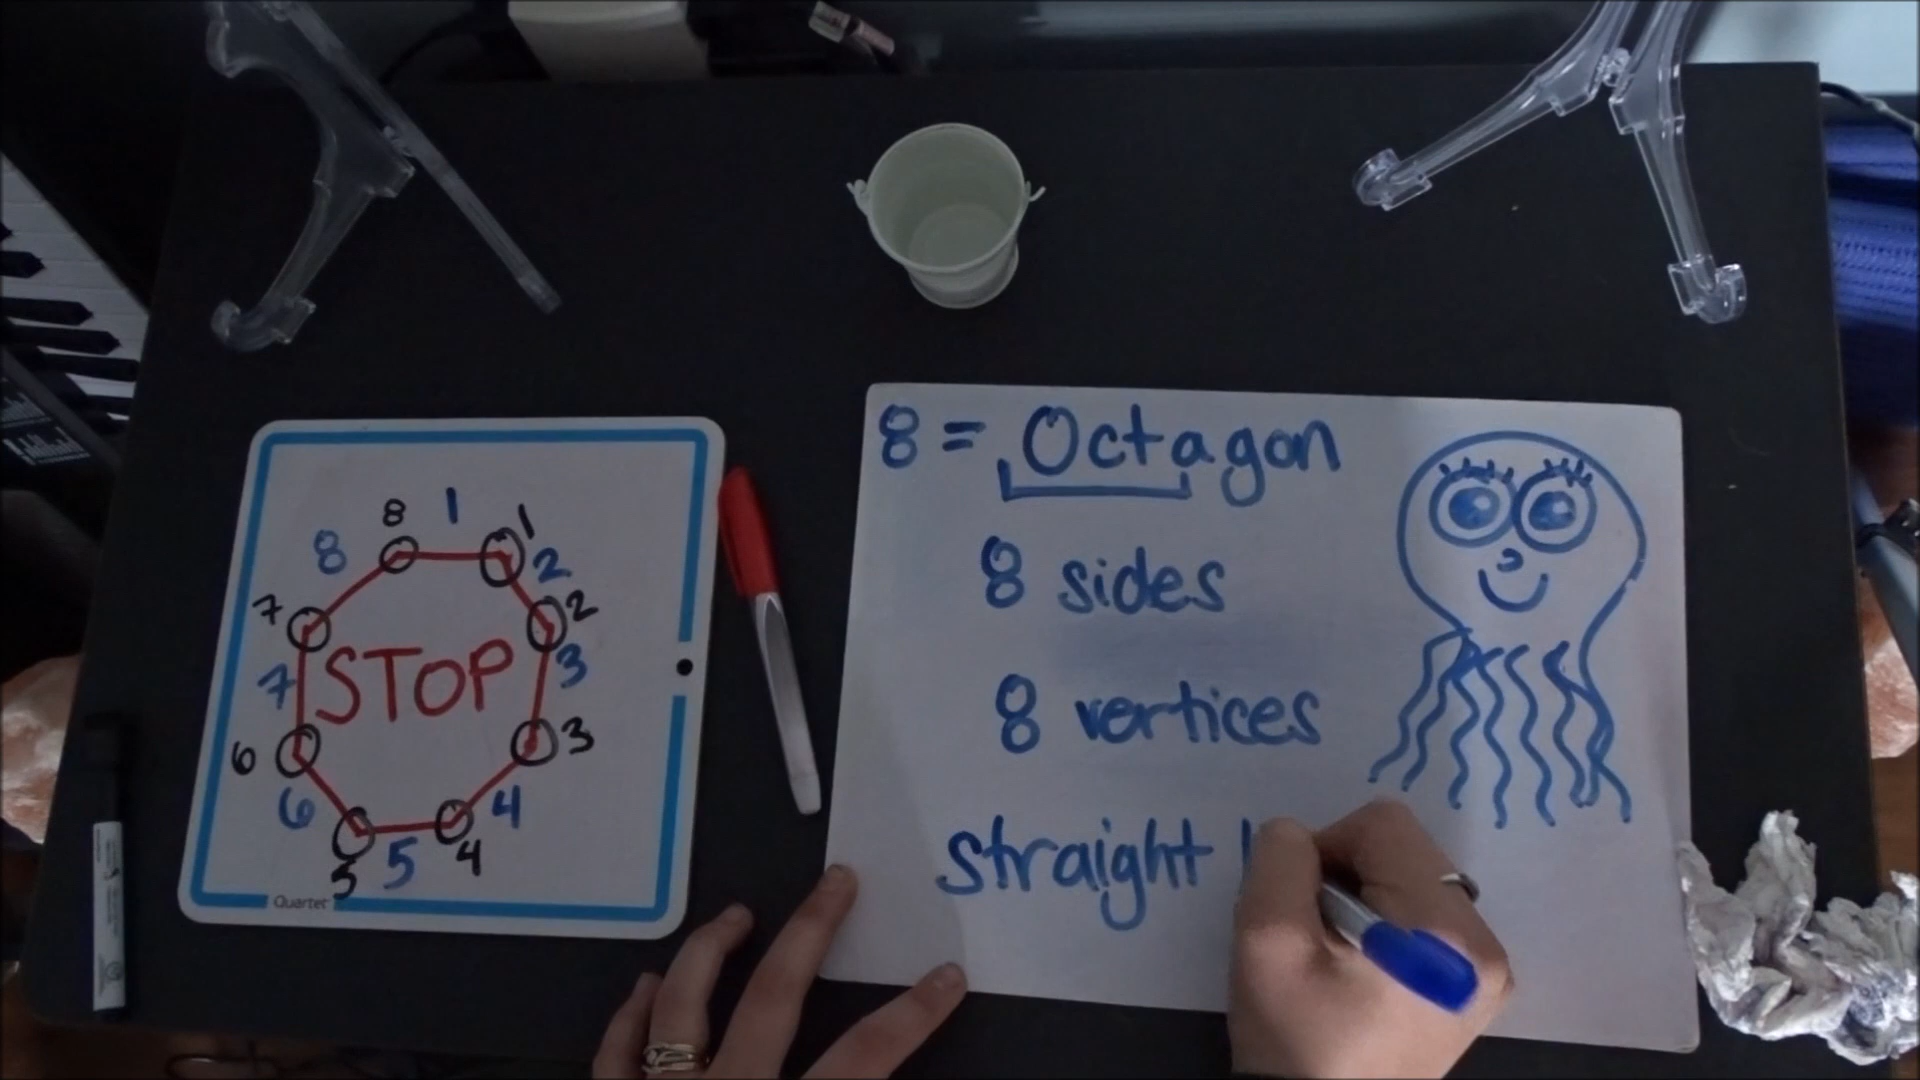 8 1 1
8 2
7 2
STOP
7 3
6 3
6 4
5 5 4
Quartet
8 = Octagon
8 sides
8 vertices
straight